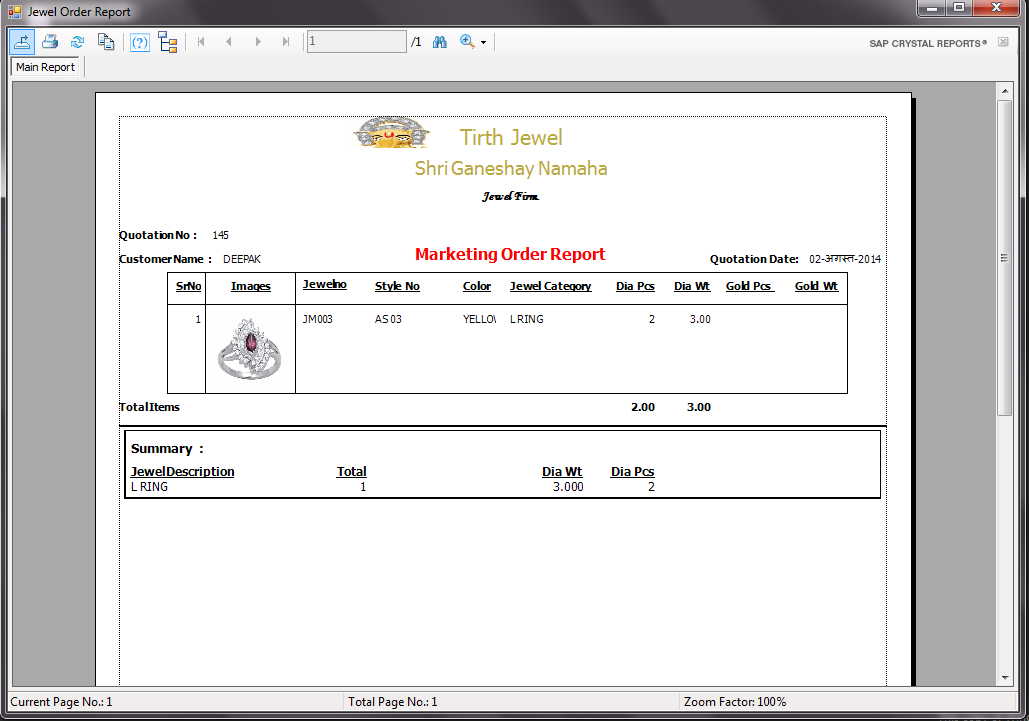 Jewel Order Report
1 /1 SAP CRYSTAL REPORTS®
Main Report
Tirth Jewel
Shri Ganeshay Namaha
Jewel Firm
Quotation No : 145
Marketing Order Report
Customer Name : DEEPAK Quotation Date: 02-अगस्त-2014
SrNo Images Jewelno Style No Color Jewel Category Dia Pcs Dia Wt Gold Pcs Gold Wt
1 JM003 AS 03 YELLOW L RING 2 3.00
Total Items 2.00 3.00
Summary :
Jewel Description Total Dia Wt Dia Pcs
L RING 1 3.000 2
Current Page No.: 1 Total Page No.: 1 Zoom Factor: 100%